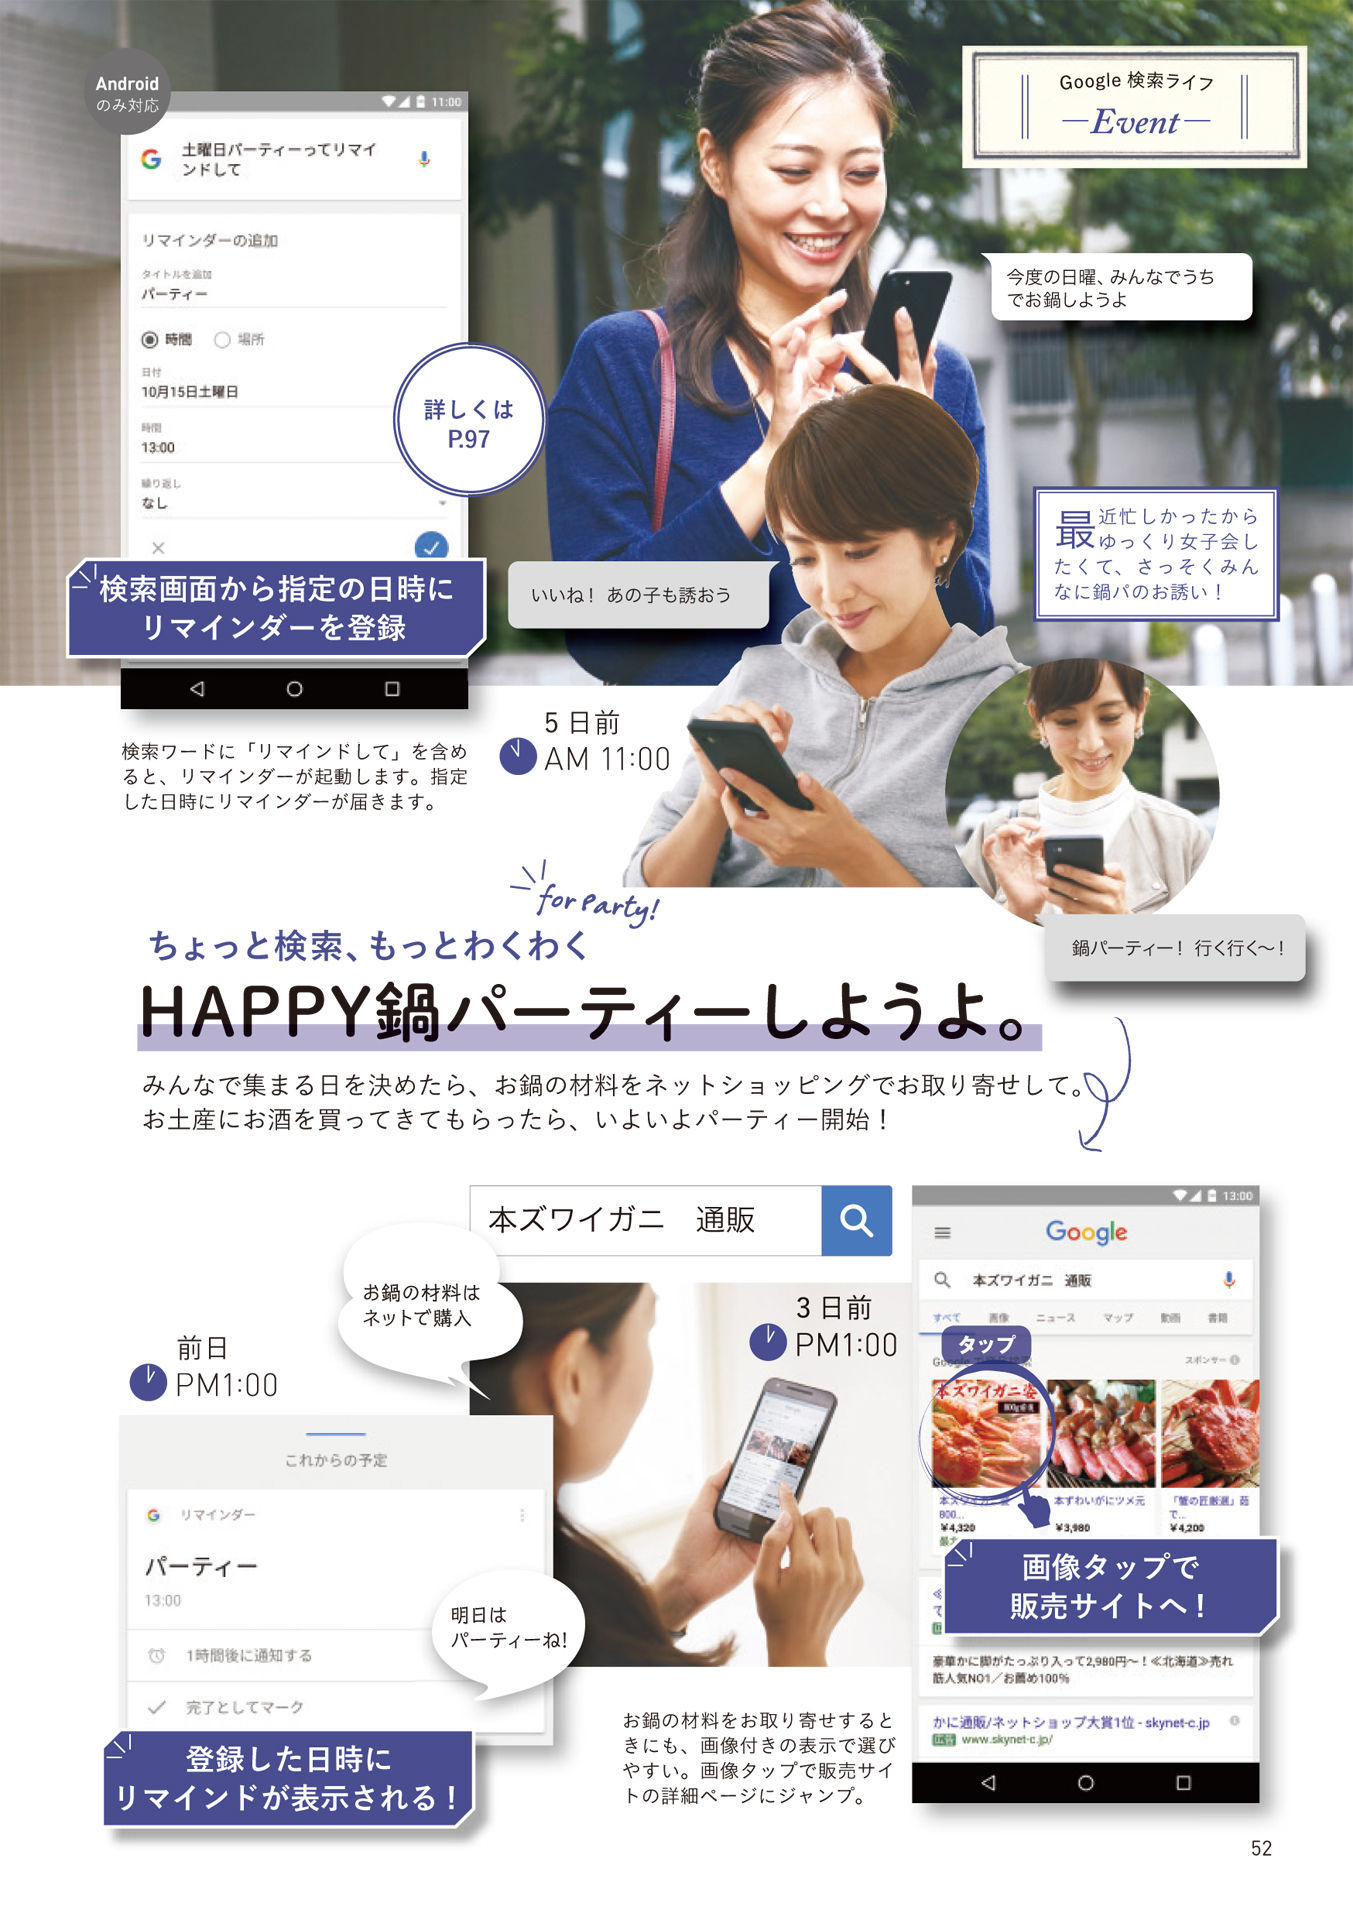 Android
のみ対応
11:00
土曜日パーティーってリマイ
ンドして
リマインダーの追加
タイトルを追加
パーティー
時間 場所
日付
10月15日土曜日
時間
13:00
繰り返し
なし
詳しくは
P.97
検索画面から指定の日時に
リマインダーを登録
検索ワードに「リマインドして」を含め
ると、リマインダーが起動します。指定
した日時にリマインダーが届きます。
Google 検索ライフ
Event
今度の日曜、みんなでうち
でお鍋しようよ
最近忙しかったから
ゆっくり女子会し
たくて、さっそくみん
なに鍋パのお誘い！
いいね！ あの子も誘おう
5日前
AM 11:00
鍋パーティー！ 行く行く〜！
for Party!
ちょっと検索、もっとわくわく
HAPPY鍋パーティーしようよ。
みんなで集まる日を決めたら、お鍋の材料をネットショッピングでお取り寄せして。
お土産にお酒を買ってきてもらったら、いよいよパーティー開始！
本ズワイガニ 通販
お鍋の材料は
ネットで購入
3日前
PM1:00
前日
PM1:00
これからの予定
リマインダー
パーティー
13:00
1時間後に通知する
完了としてマーク
明日は
パーティーね！
登録した日時に
リマインドが表示される！
お鍋の材料をお取り寄せすると
きにも、画像付きの表示で選び
やすい。画像タップで販売サイ
トの詳細ページにジャンプ。
13:00
Google
本ズワイガニ 通販
すべて 画像 ニュース マップ 動画 書籍
タップ
スポンサー
本ズワイガニ姿
本ずわいがにツメ元
「蟹の匠厳選」茹
800...
で...
¥4,320
¥3,980
¥4,200
画像タップで
販売サイトへ！
豪華かに脚がたっぷり入って2,980円〜！≪北海道≫売れ
筋人気NO1／お薦め100%
かに通販/ネットショップ大賞1位 - skynet-c.jp
広告 www.skynet-c.jp/
52